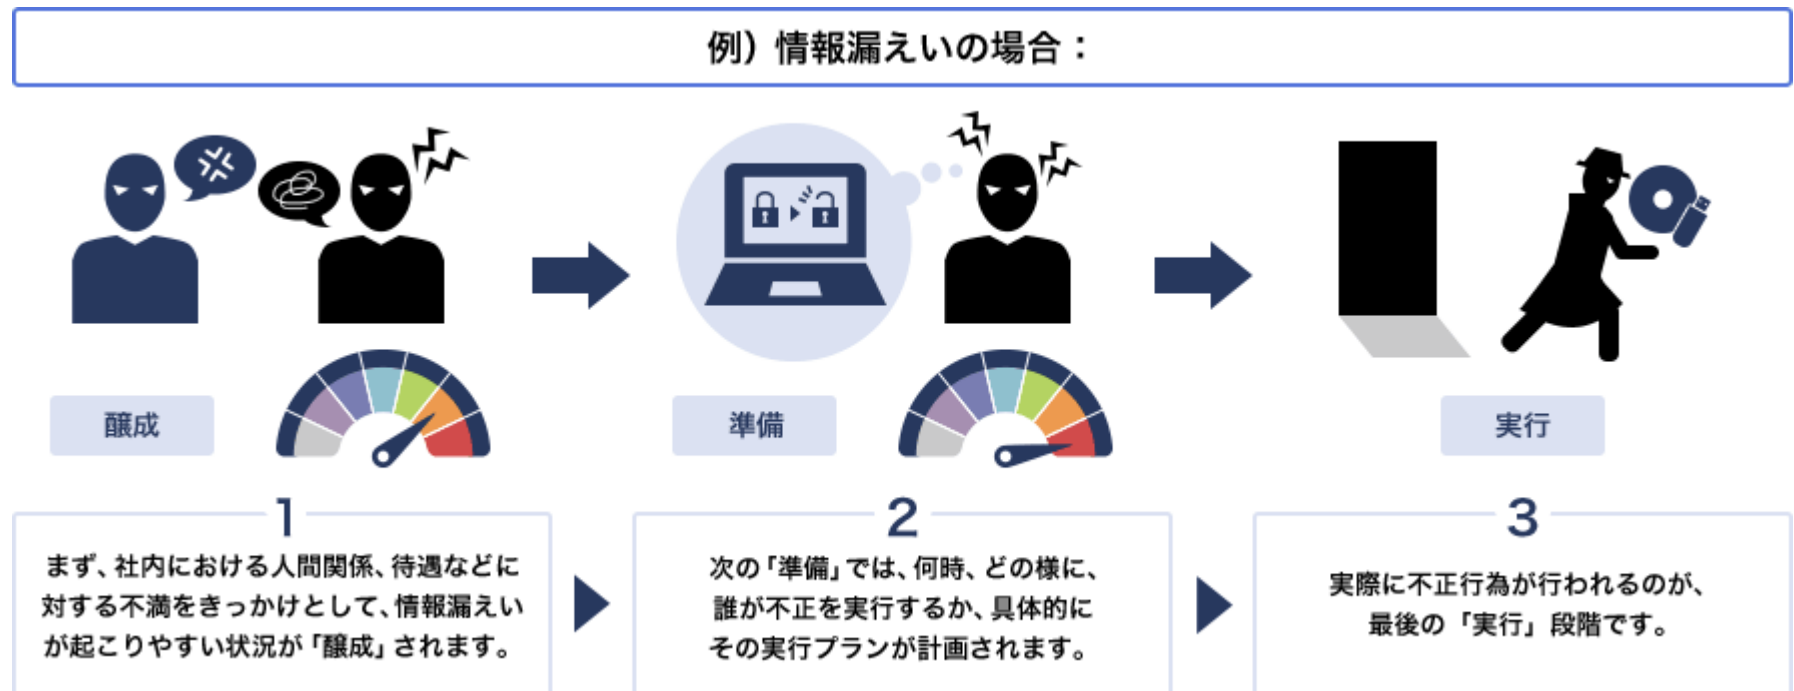 例）情報漏えいの場合：
醸成
準備
実行
1
まず、社内における人間関係、待遇などに
対する不満をきっかけとして、情報漏えい
が起こりやすい状況が「醸成」されます。
2
次の「準備」では、何時、どの様に、
誰が不正を実行するか、具体的に
その実行プランが計画されます。
3
実際に不正行為が行われるのが、
最後の「実行」段階です。